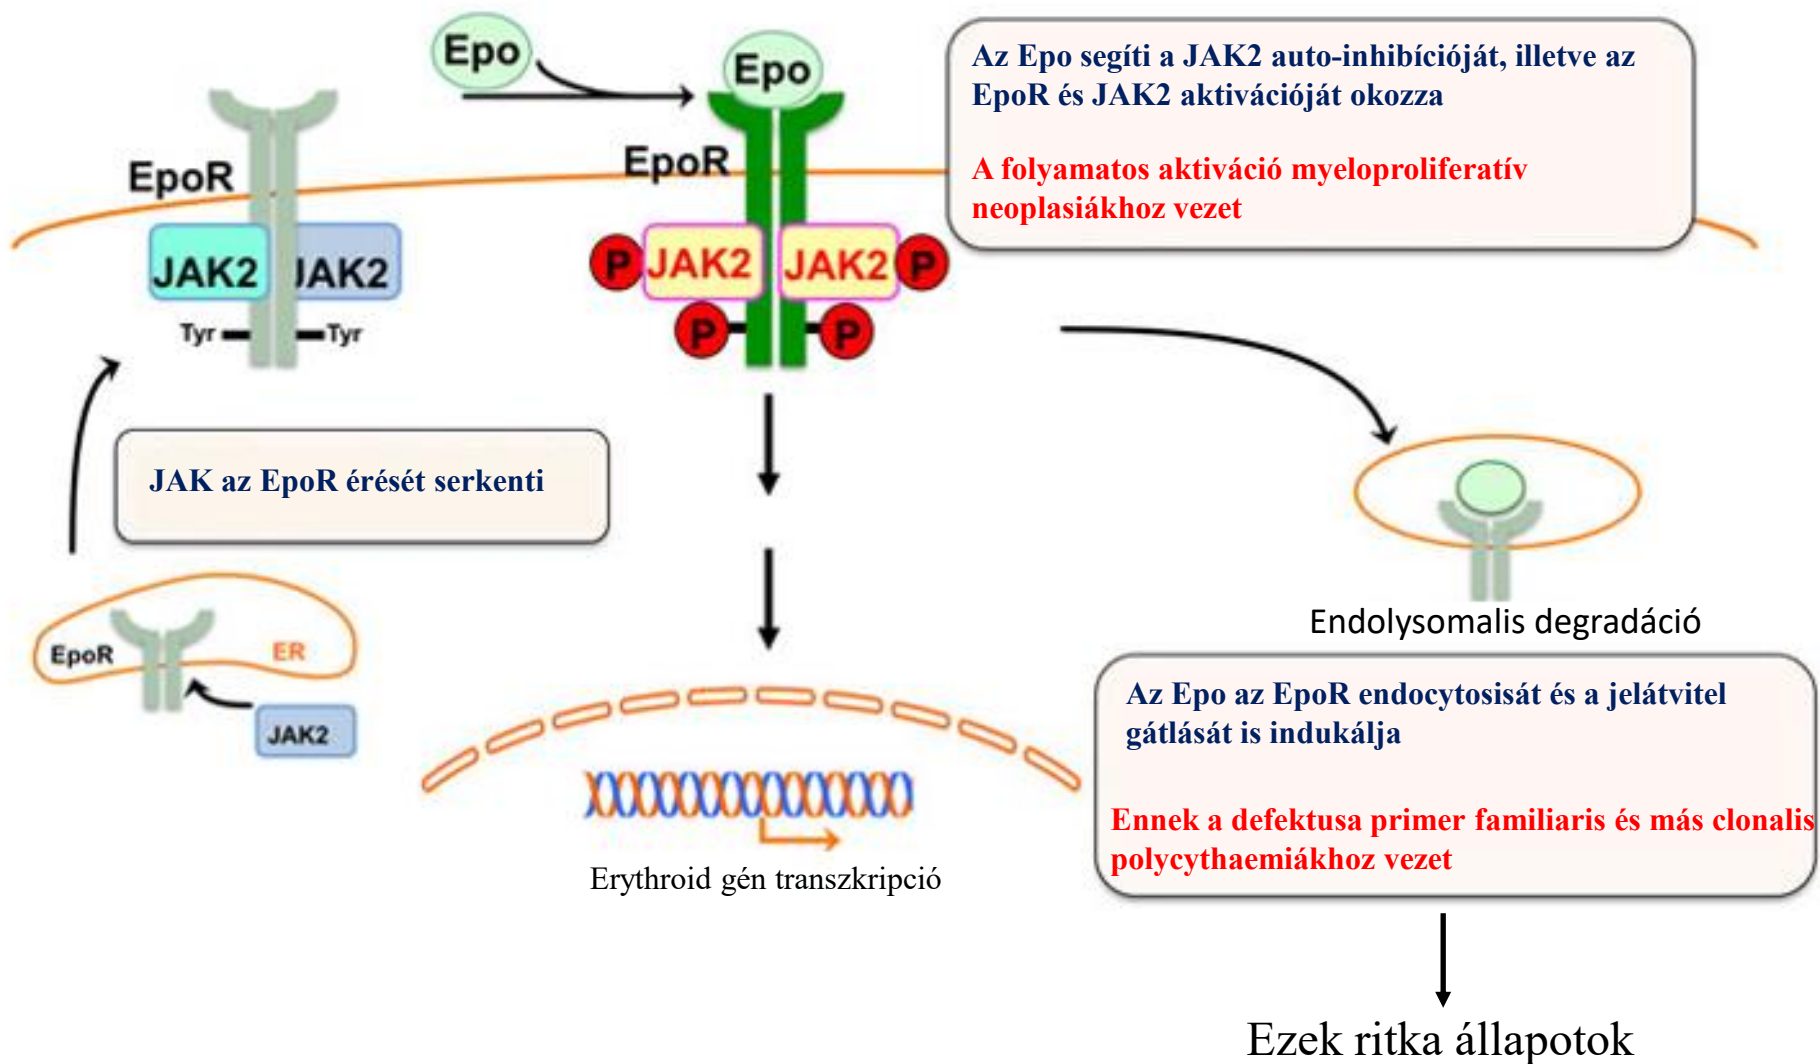 Epo
Epo
EpoR
EpoR
Az Epo segíti a JAK2 auto-inhibícióját, illetve az
EpoR és JAK2 aktivációját okozza
A folyamatos aktiváció myeloproliferatív
neoplasiákhoz vezet
JAK2
JAK2
P
JAK2
JAK2
P
Tyr
Tyr
P
P
JAK az EpoR érését serkenti
EpoR
ER
JAK2
Endolysomalis degradáció
Az Epo az EpoR endocytosisát és a jelátvitel
gátlását is indukálja
Ennek a defektusa primer familiaris és más clonalis
polycythaemiákhoz vezet
Erythroid gén transzkripció
Ezek ritka állapotok